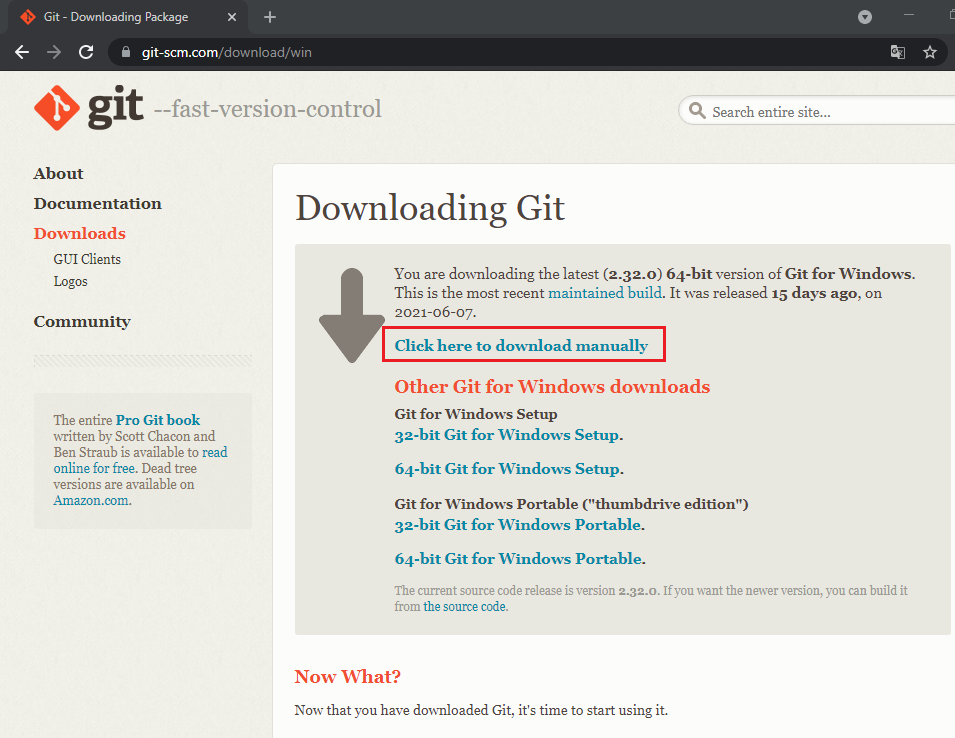 Git - Downloading Package
git-scm.com/download/win
git --fast-version-control
Search entire site...
About
Documentation
Downloads
GUI Clients
Logos
Community
The entire Pro Git book
written by Scott Chacon and
Ben Straub is available to read
online for free. Dead tree
versions are available on
Amazon.com.
Downloading Git
You are downloading the latest (2.32.0) 64-bit version of Git for Windows.
This is the most recent maintained build. It was released 15 days ago, on
2021-06-07.
Click here to download manually
Other Git for Windows downloads
Git for Windows Setup
32-bit Git for Windows Setup.
64-bit Git for Windows Setup.
Git for Windows Portable ("thumbdrive edition")
32-bit Git for Windows Portable.
64-bit Git for Windows Portable.
The current source code release is version 2.32.0. If you want the newer version, you can build it
from the source code.
Now What?
Now that you have downloaded Git, it's time to start using it.